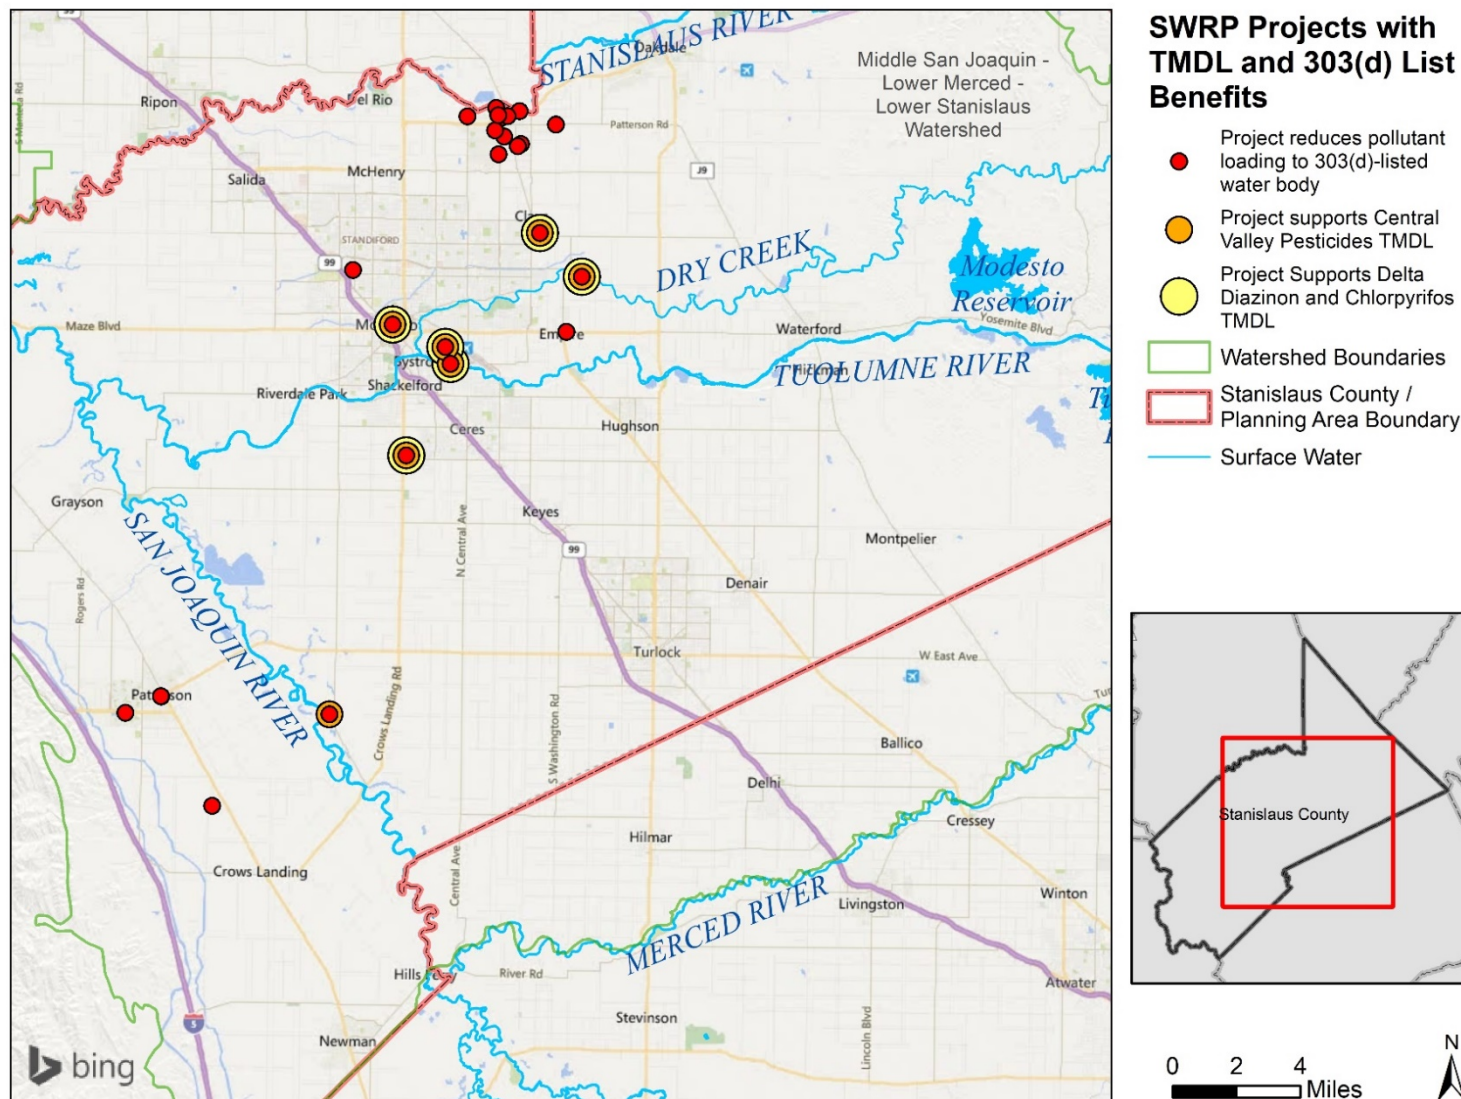 SWRP Projects with
TMDL and 303(d) List
Benefits
Project reduces pollutant
loading to 303(d)-listed
water body
Project supports Central
Valley Pesticides TMDL
Project Supports Delta
Diazinon and Chlorpyrifos
TMDL
Watershed Boundaries
Stanislaus County /
Planning Area Boundary
Surface Water
Middle San Joaquin -
Lower Merced -
Lower Stanislaus
Watershed
STANISLAUS RIVER
Oakdale
Ripon
Del Rio
S Manteca Rd
Patterson Rd
J9
McHenry
Salida
STANDIFORD
99
DRY CREEK
Modesto
Reservoir
Maze Blvd
Waterford
Yosemite Blvd
Hickman
TUOLUMNE RIVER
Shackelford
Riverdale Park
Ceres
Hughson
Grayson
SAN JOAQUIN RIVER
Keyes
N Central Ave
99
Montpelier
Denair
Rogers Rd
Turlock
W East Ave
Crows Landing Rd
S Washington Rd
Ballico
Delhi
Cressey
Hilmar
Crows Landing
Central Ave
MERCED RIVER
Livingston
Winton
River Rd
Atwater
Stevinson
Lincoln Blvd
Newman
5
bing
Stanislaus County
0 2 4
Miles
N